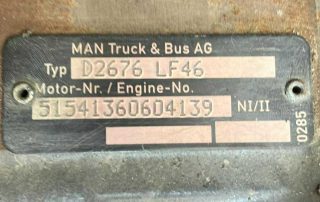 MAN Truck & Bus AG
Typ D2676 LF46
Motor-Nr. / Engine-No.
51541360604139 NI/II
0285